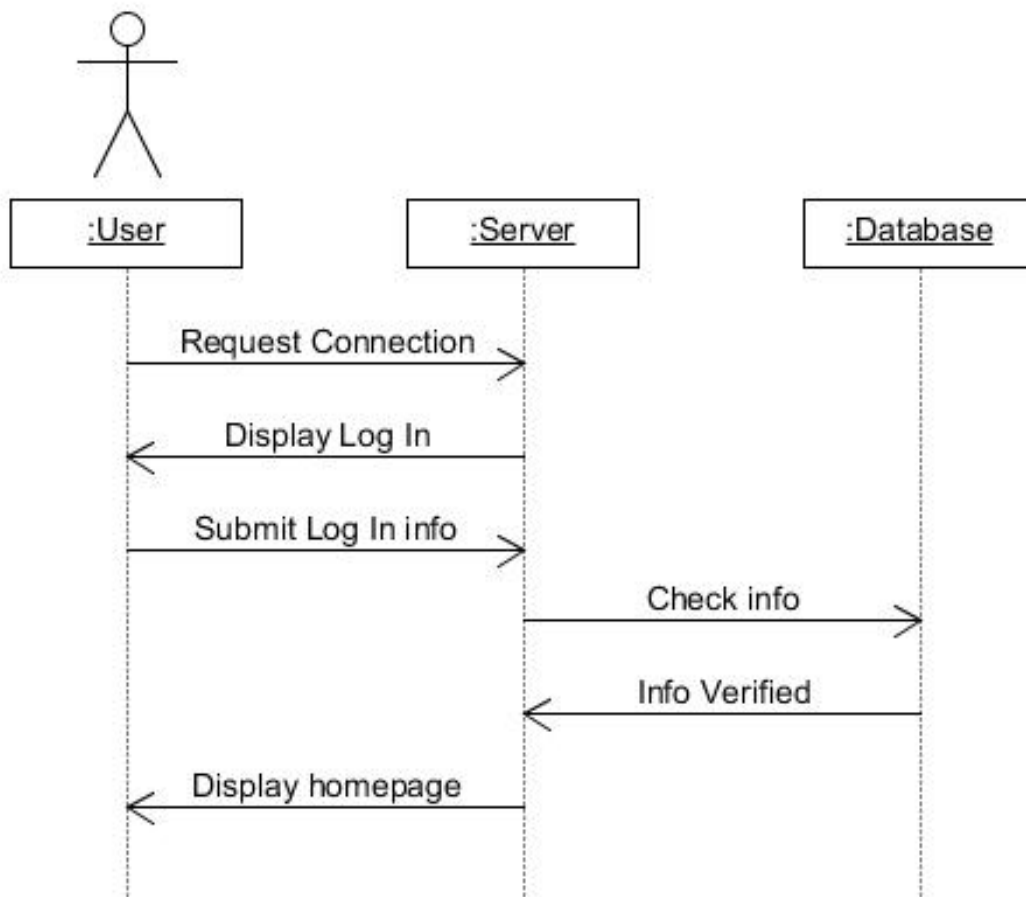 :User
:Server
:Database
Request Connection
Display Log In
Submit Log In info
Check info
Info Verified
Display homepage